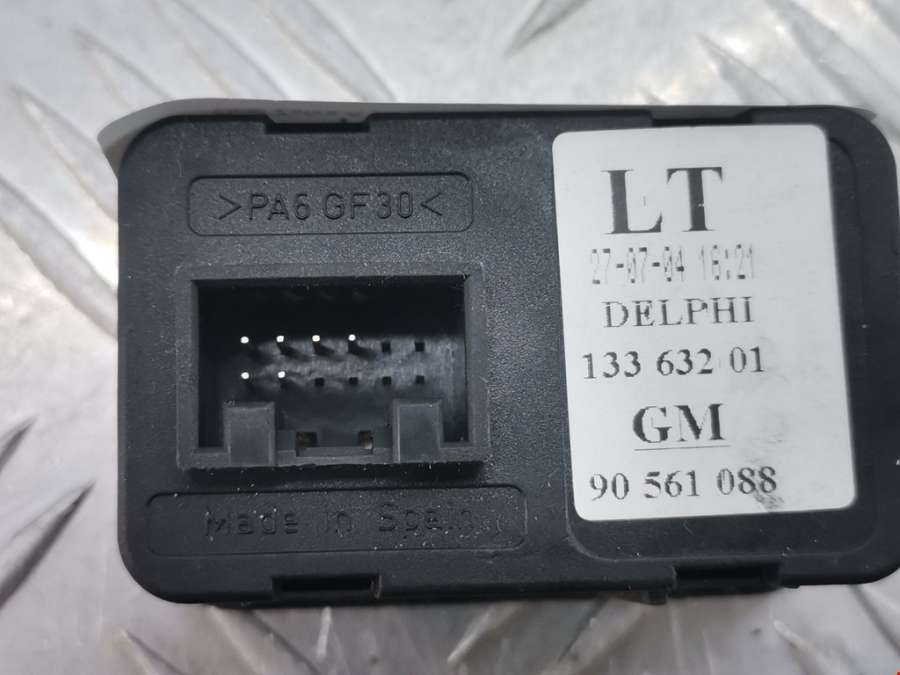 >PA6 GF30<
Made in Spain
LT
27-07-04 16:21
DELPHI
133 632 01
GM
90 561 088